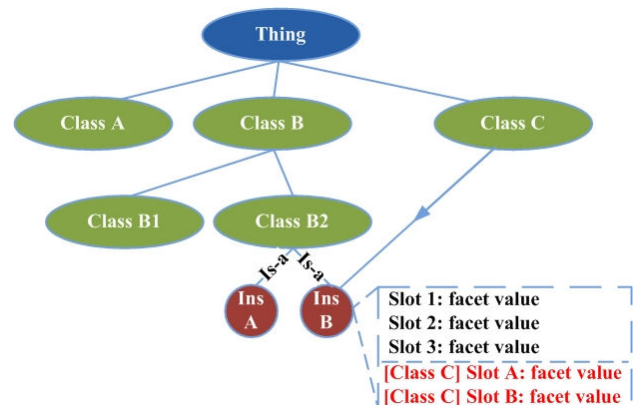 Thing
Class A
Class B
Class C
Class B1
Class B2
Is-a
Is-a
Ins
A
Ins
B
Slot 1: facet value
Slot 2: facet value
Slot 3: facet value
[Class C] Slot A: facet value
[Class C] Slot B: facet value